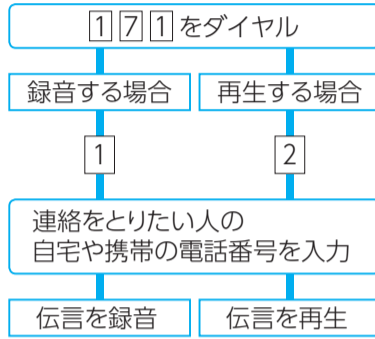 171をダイヤル
録音する場合 再生する場合
1 2
連絡をとりたい人の
自宅や携帯の電話番号を入力
伝言を録音 伝言を再生